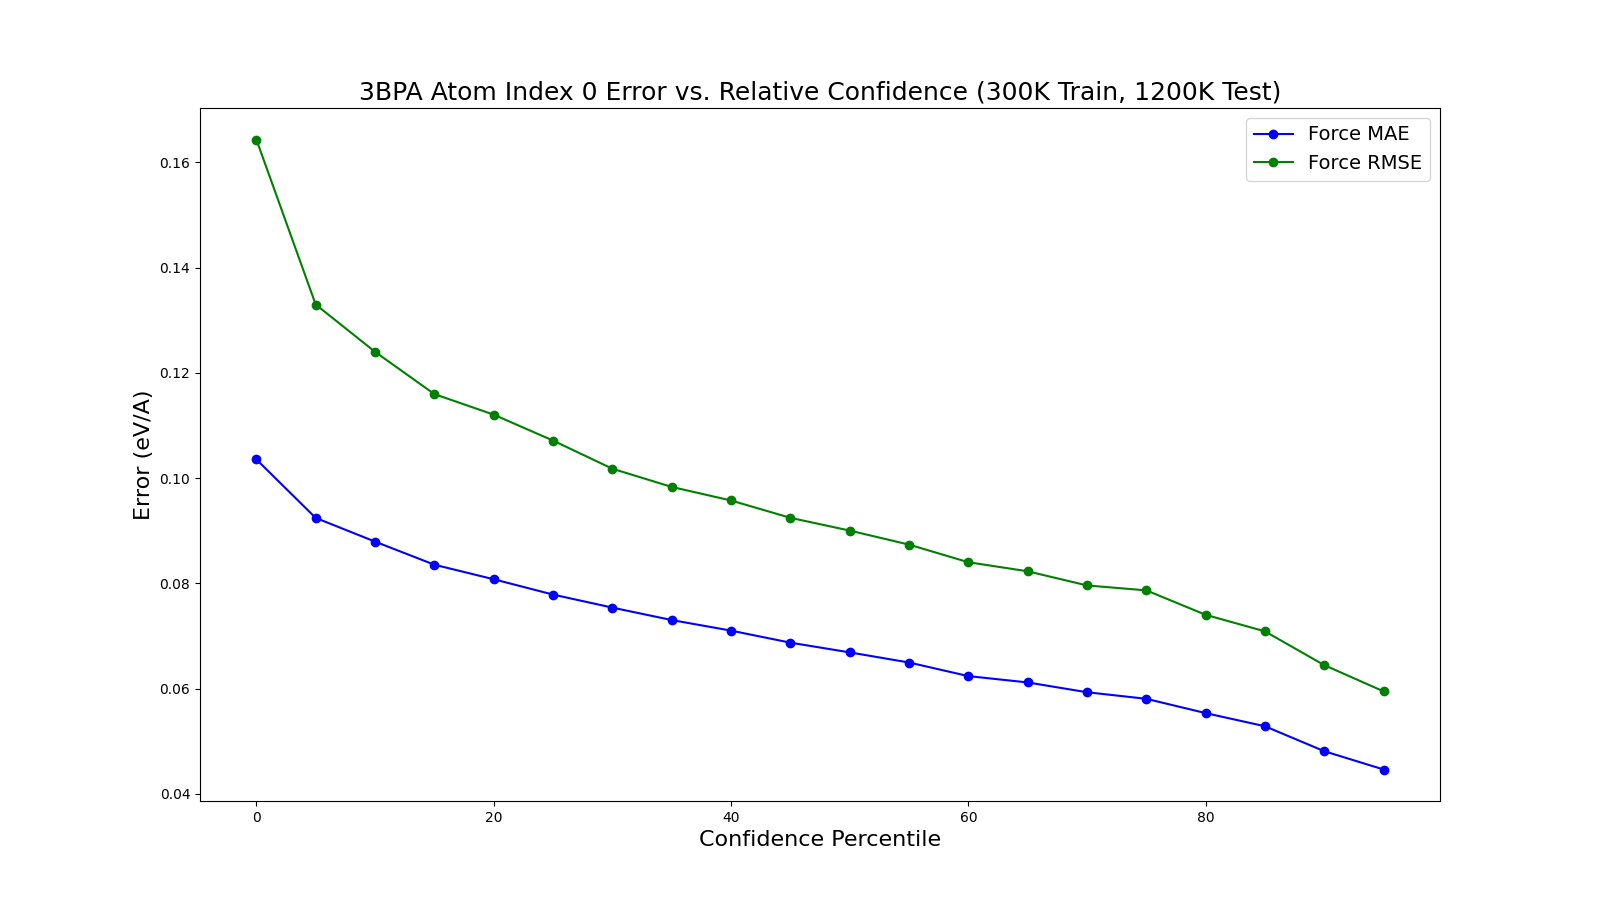 3BPA Atom Index 0 Error vs. Relative Confidence (300K Train, 1200K Test)
Force MAE
Force RMSE
0.16
0.14
0.12
0.10
0.08
0.06
0.04
Error (eV/A)
0
20
40
60
80
Confidence Percentile